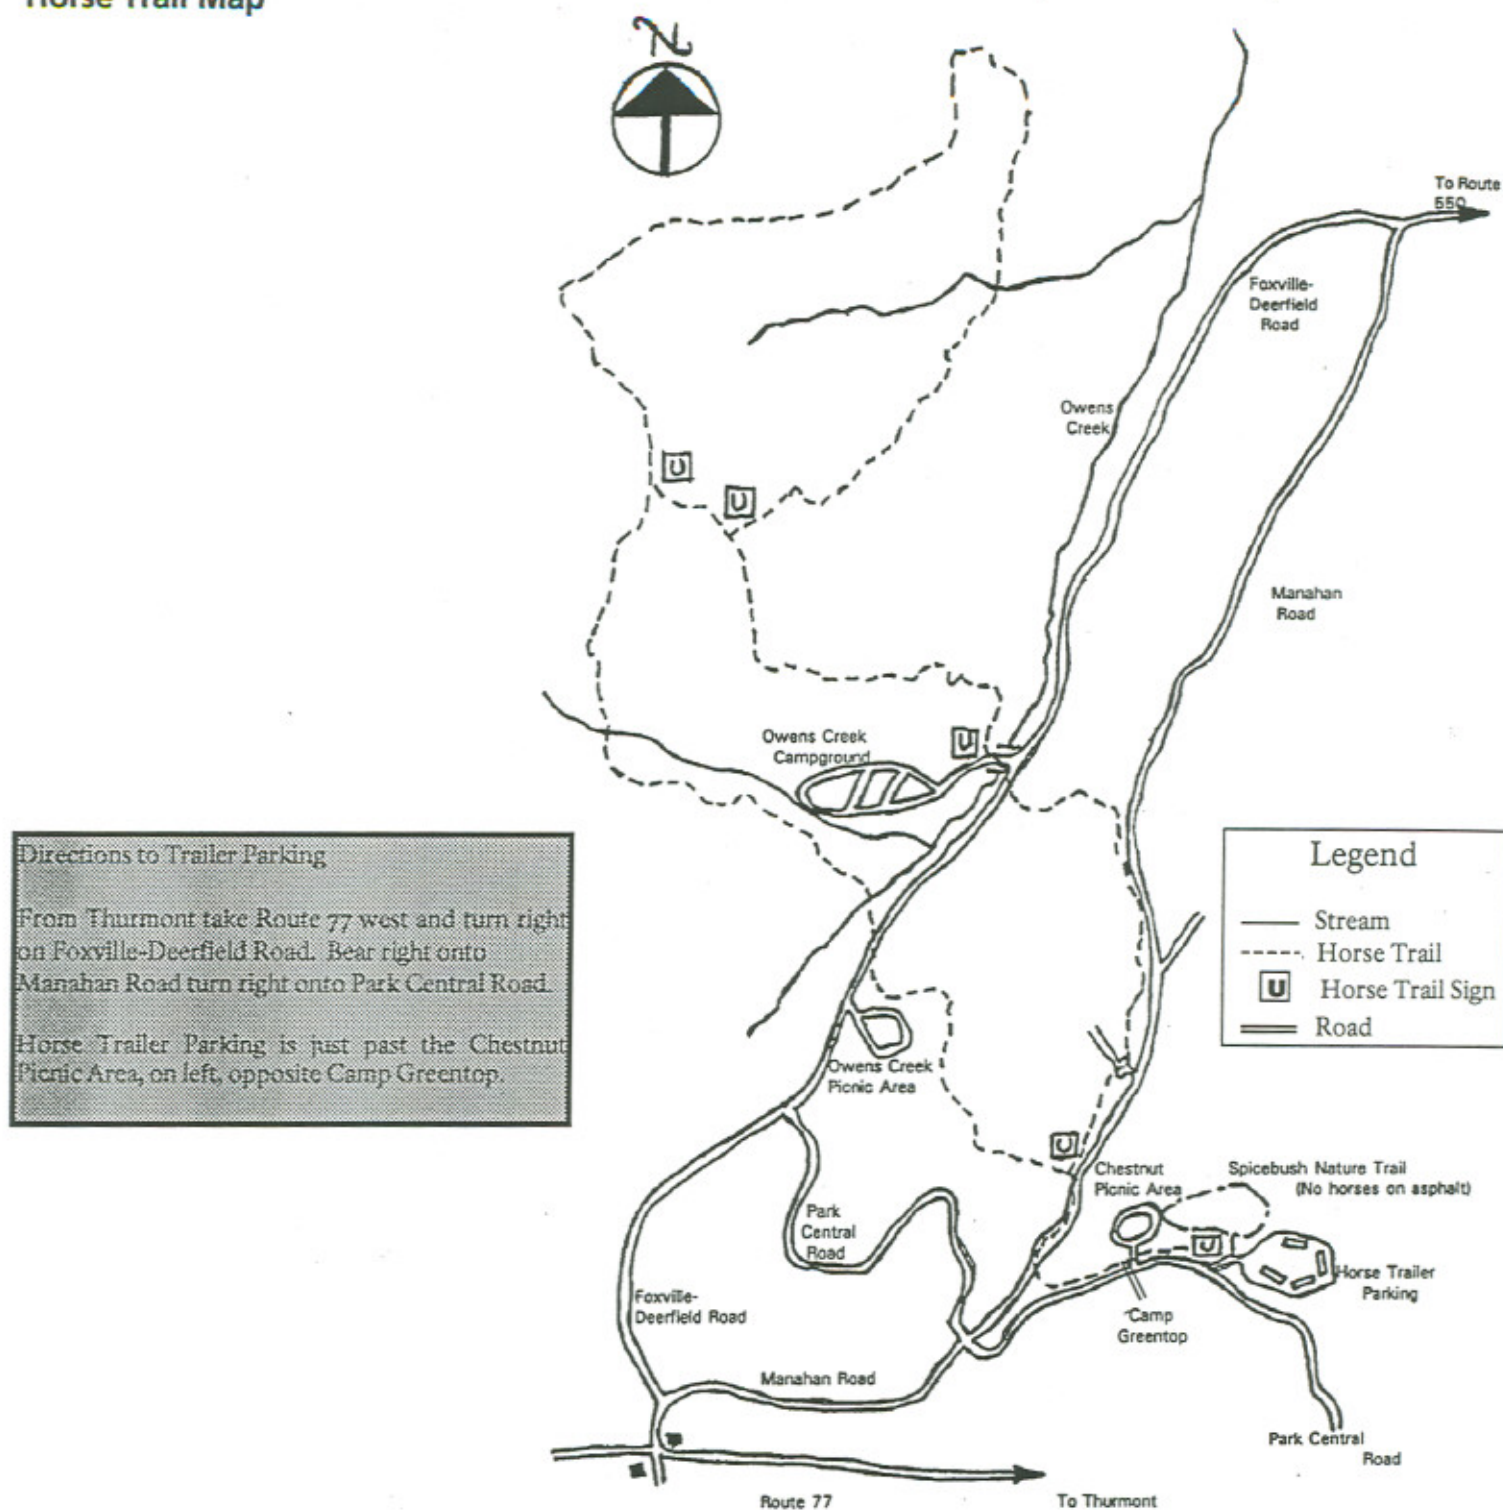 Horse Trail Map
N
To Route
550
Foxville-
Deerfield
Road
Owens
Creek
Manahan
Road
U
U
U
Owens Creek
Campground
Directions to Trailer Parking
From Thurmont take Route 77 west and turn right
on Foxville-Deerfield Road. Bear right onto
Manahan Road turn right onto Park Central Road.
Horse Trailer Parking is just past the Chestnut
Picnic Area, on left, opposite Camp Greentop.
Legend
Stream
Horse Trail
U Horse Trail Sign
Road
Owens Creek
Picnic Area
U
Chestnut
Picnic Area
Spicebush Nature Trail
(No horses on asphalt)
U
Park
Central
Road
Horse Trailer
Parking
Foxville-
Deerfield Road
Camp
Greentop
Manahan Road
Park Central
Road
Route 77
To Thurmont